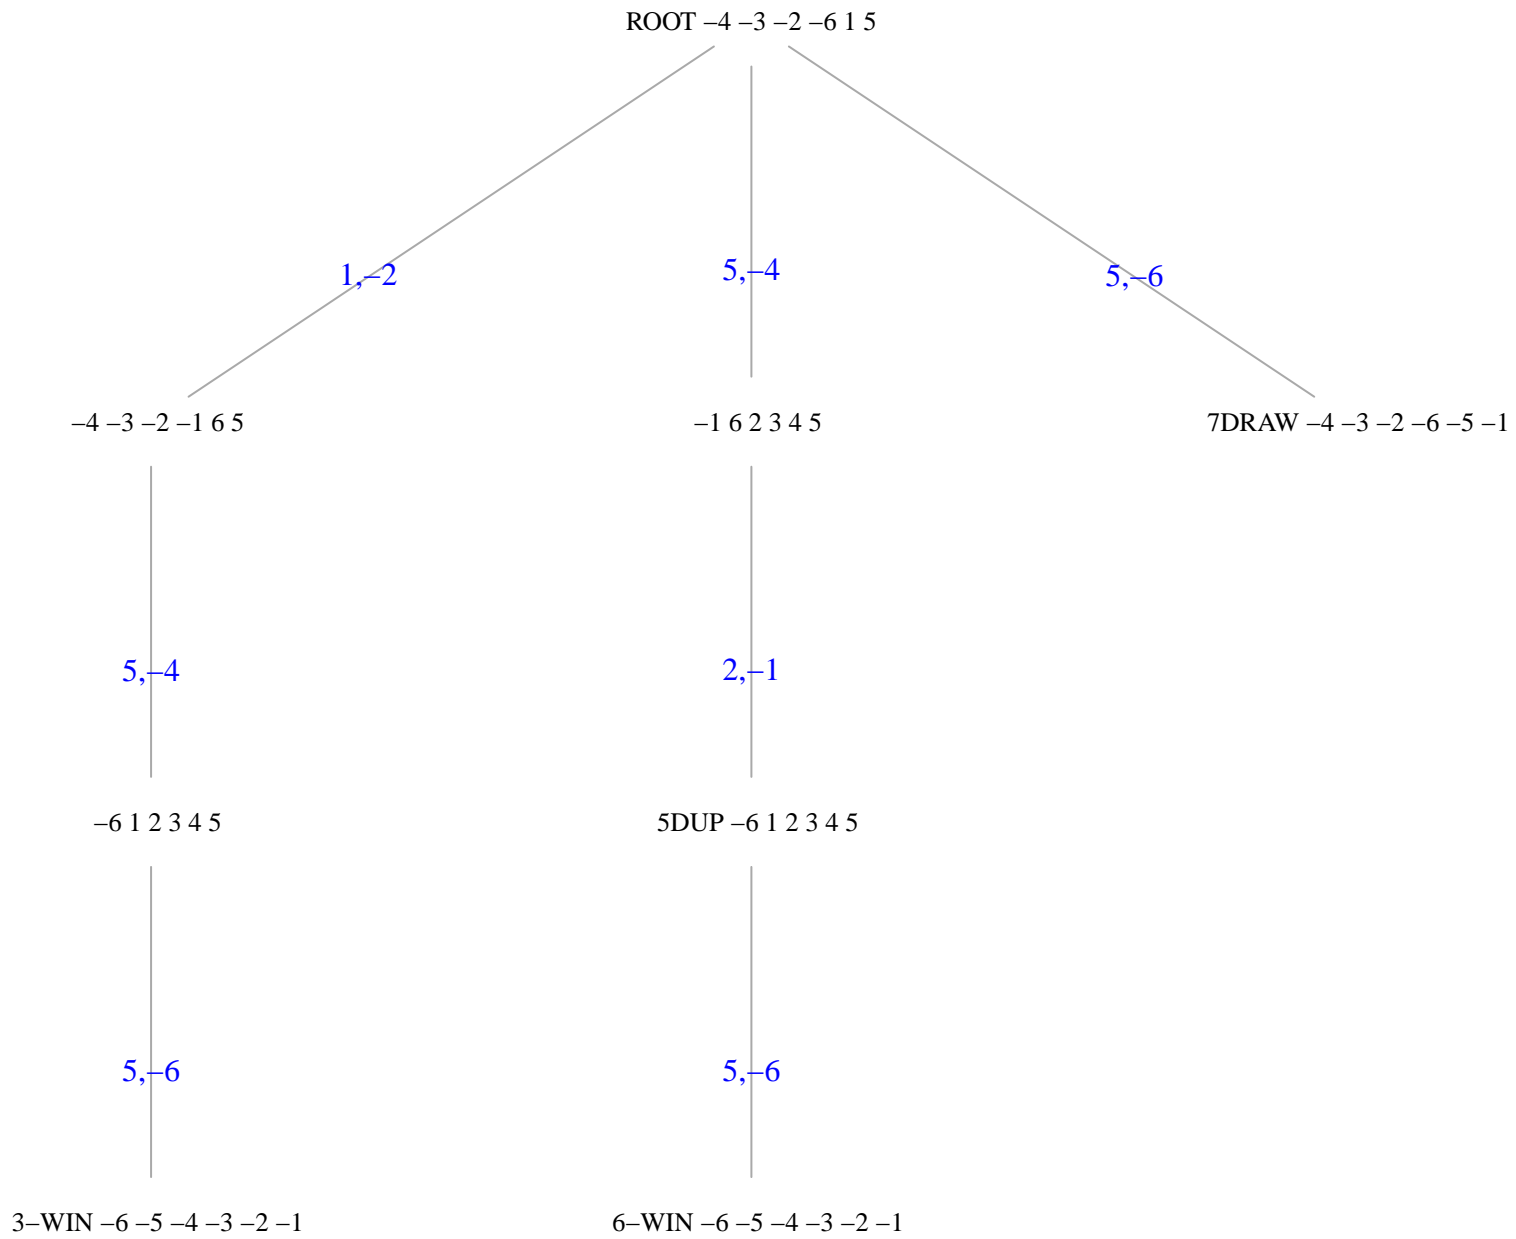 ROOT –4 –3 –2 –6 1 5
1,–2
5,–4
5,–6
–4 –3 –2 –1 6 5
–1 6 2 3 4 5
7DRAW –4 –3 –2 –6 –5 –1
5,–4
2,–1
–6 1 2 3 4 5
5DUP –6 1 2 3 4 5
5,–6
5,–6
3–WIN –6 –5 –4 –3 –2 –1
6–WIN –6 –5 –4 –3 –2 –1